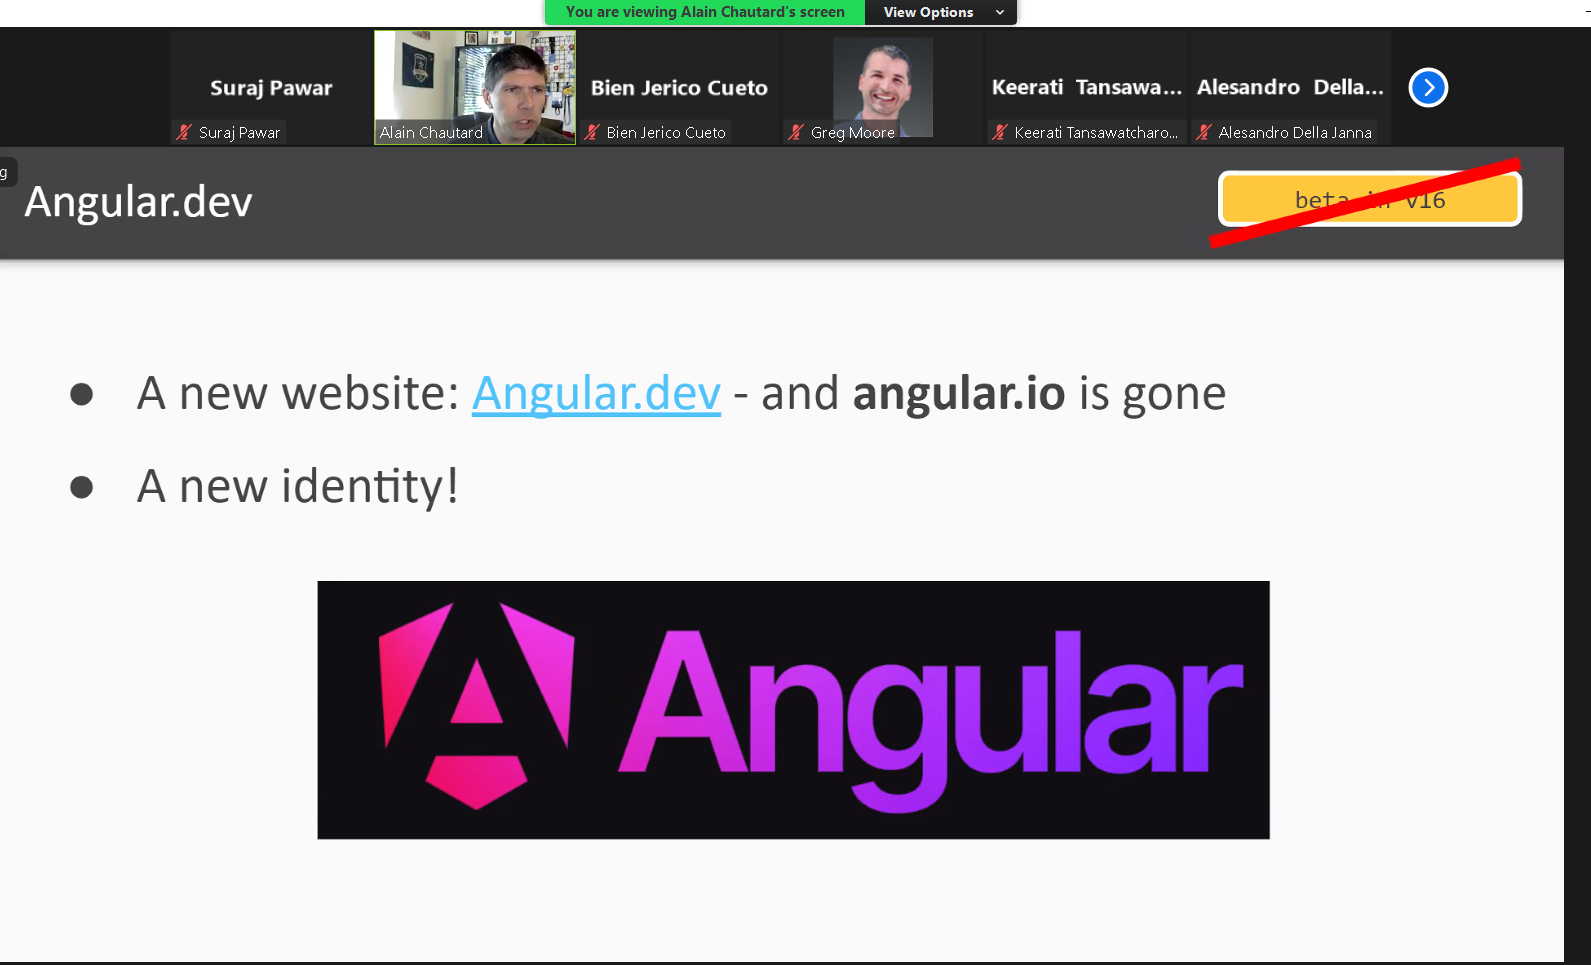 You are viewing Alain Chautard's screen View Options
Suraj Pawar
Bien Jerico Cueto
Keerati Tansawa...
Alesandro Della...
Suraj Pawar
Alain Chautard
Bien Jerico Cueto
Greg Moore
Keerati Tansawatcharo...
Alesandro Della Janna
g
Angular.dev
beta in v16
● A new website: Angular.dev - and angular.io is gone
● A new identity!
Angular